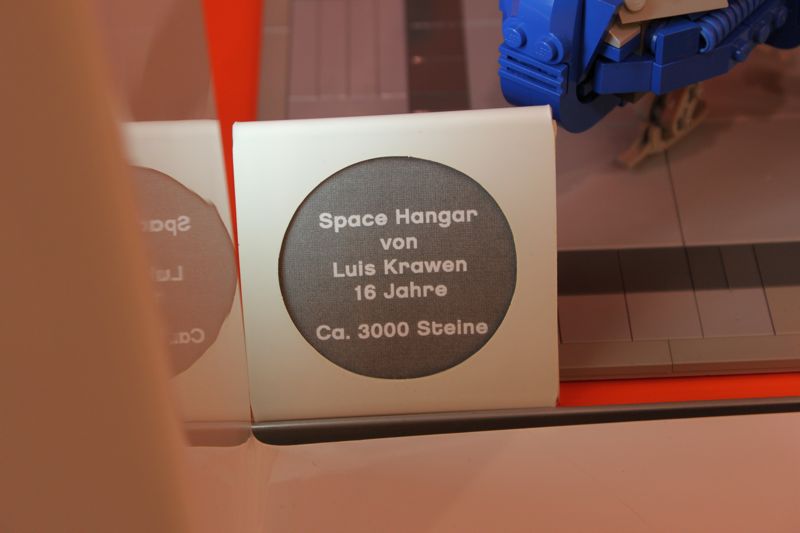 Space Hangar
von
Luis Krawen
16 Jahre
Ca. 3000 Steine